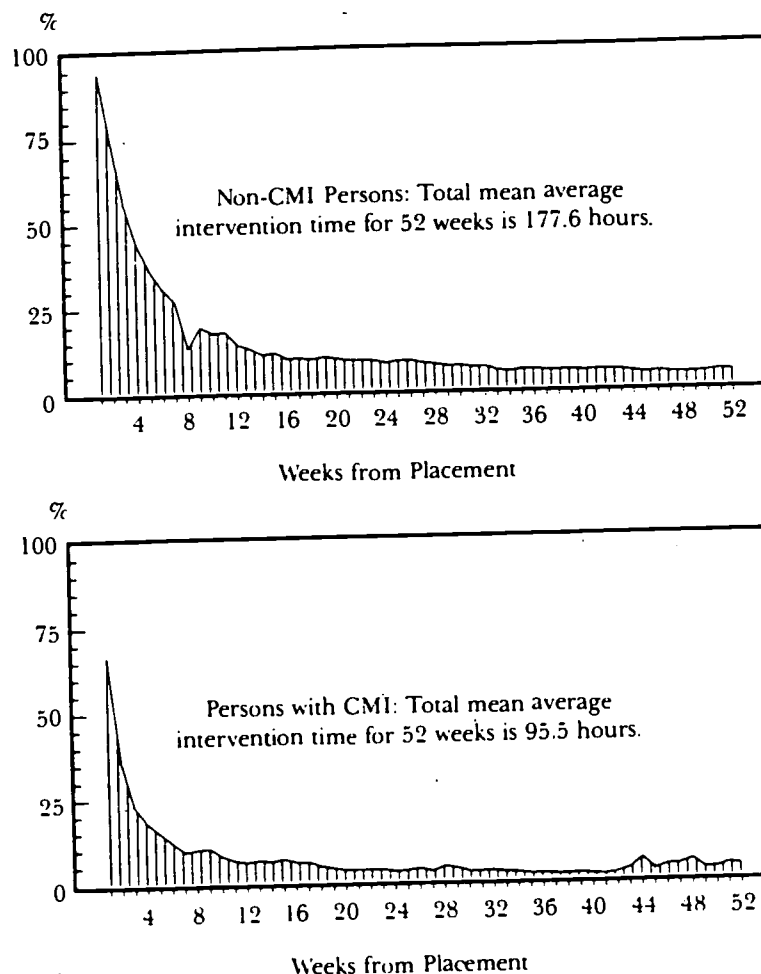 %
100
75
50
25
0
Non-CMI Persons: Total mean average
intervention time for 52 weeks is 177.6 hours.
4 8 12 16 20 24 28 32 36 40 44 48 52
Weeks from Placement
%
100
75
50
25
0
Persons with CMI: Total mean average
intervention time for 52 weeks is 95.5 hours.
4 8 12 16 20 24 28 32 36 40 44 48 52
Weeks from Placement